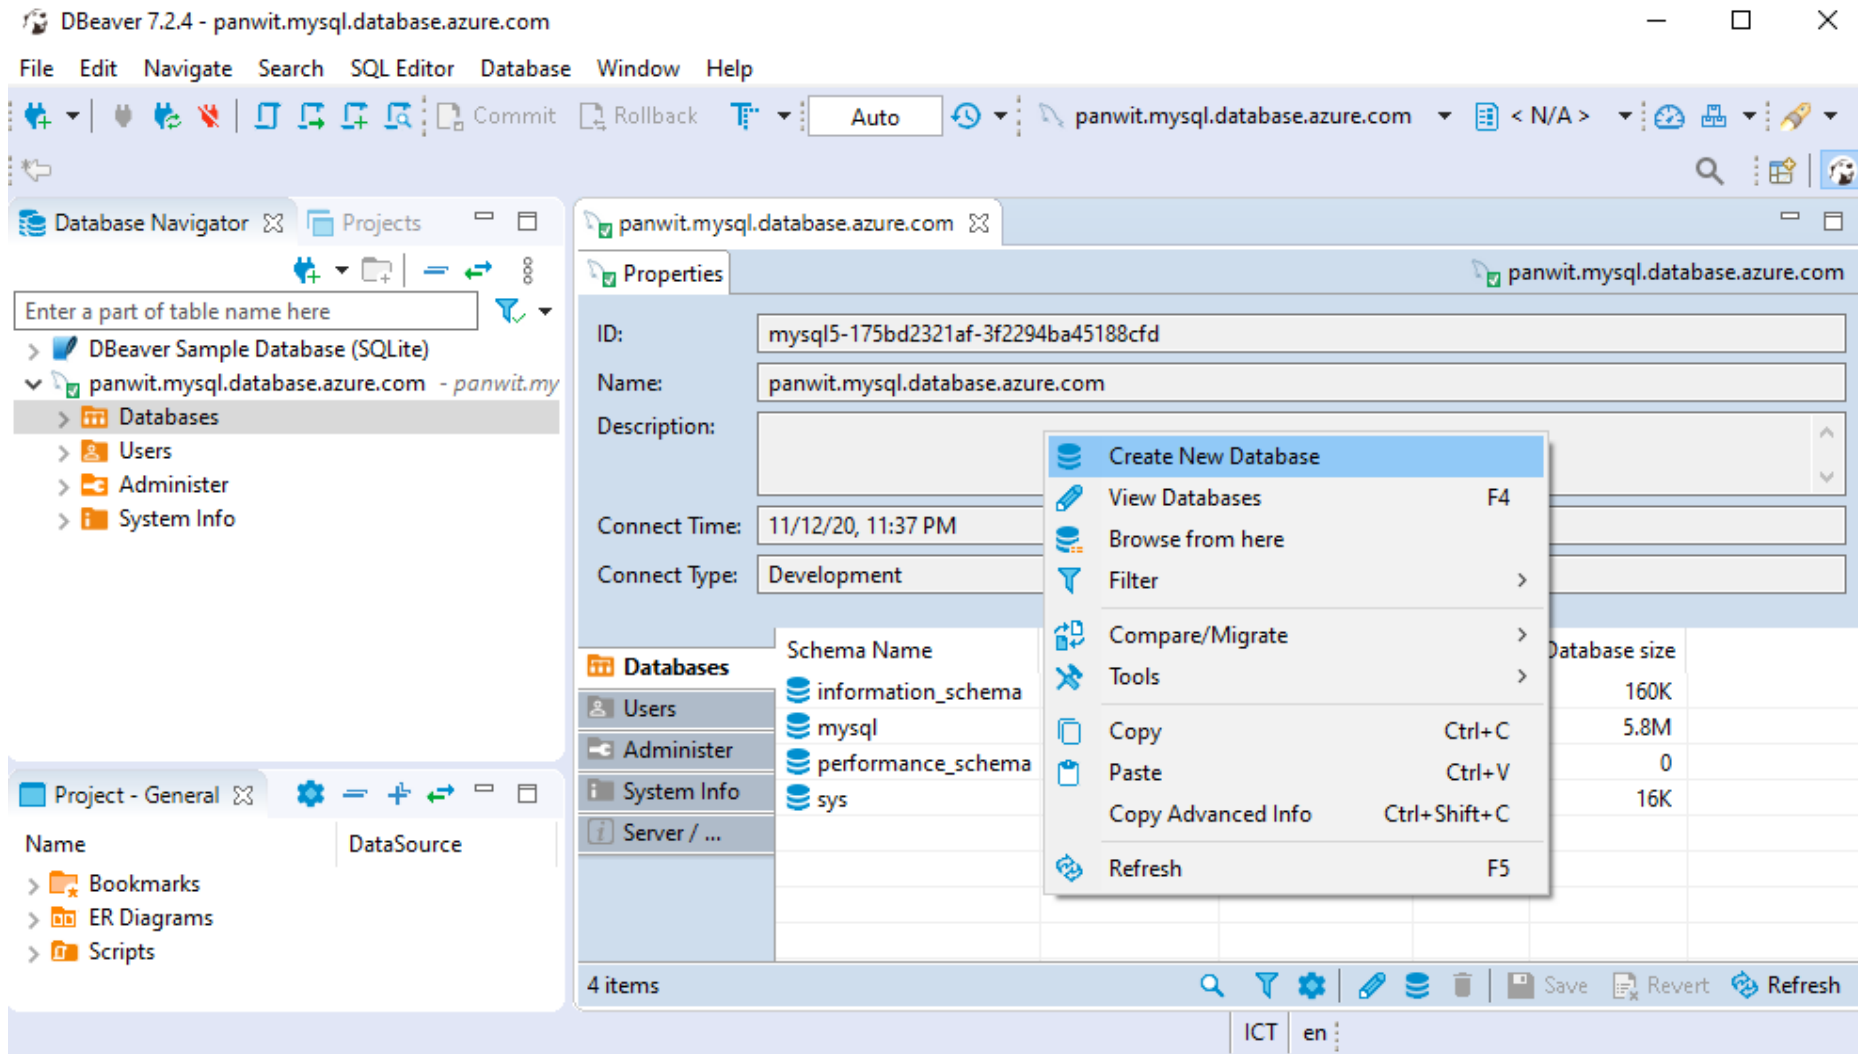 DBeaver 7.2.4 - panwit.mysql.database.azure.com
File Edit Navigate Search SQL Editor Database Window Help
Commit Rollback Auto panwit.mysql.database.azure.com < N/A >
Database Navigator Projects
Enter a part of table name here
DBeaver Sample Database (SQLite)
panwit.mysql.database.azure.com - panwit.my
Databases
Users
Administer
System Info
Project - General
Name DataSource
Bookmarks
ER Diagrams
Scripts
panwit.mysql.database.azure.com
Properties panwit.mysql.database.azure.com
ID: mysql5-175bd2321af-3f2294ba45188cfd
Name: panwit.mysql.database.azure.com
Description:
Connect Time: 11/12/20, 11:37 PM
Connect Type: Development
Databases
Users
Administer
System Info
Server / ...
Schema Name Database size
information_schema 160K
mysql 5.8M
performance_schema 0
sys 16K
Create New Database
View Databases F4
Browse from here
Filter
Compare/Migrate
Tools
Copy Ctrl+C
Paste Ctrl+V
Copy Advanced Info Ctrl+Shift+C
Refresh F5
4 items Save Revert Refresh
ICT en